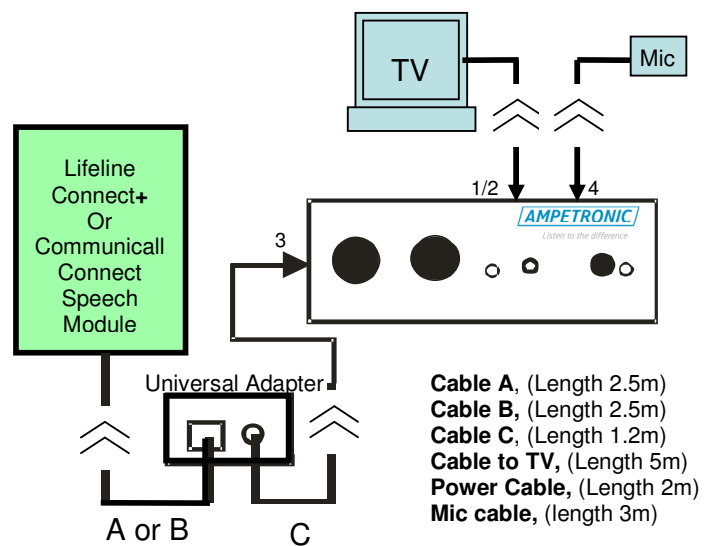 TV
Mic
Lifeline
Connect+
Or
Communicall
Connect
Speech
Module
1/2
4
AMPETRONIC
Listen to the difference
3
Universal Adapter
A or B
C
Cable A, (Length 2.5m)
Cable B, (Length 2.5m)
Cable C, (Length 1.2m)
Cable to TV, (Length 5m)
Power Cable, (Length 2m)
Mic cable, (length 3m)